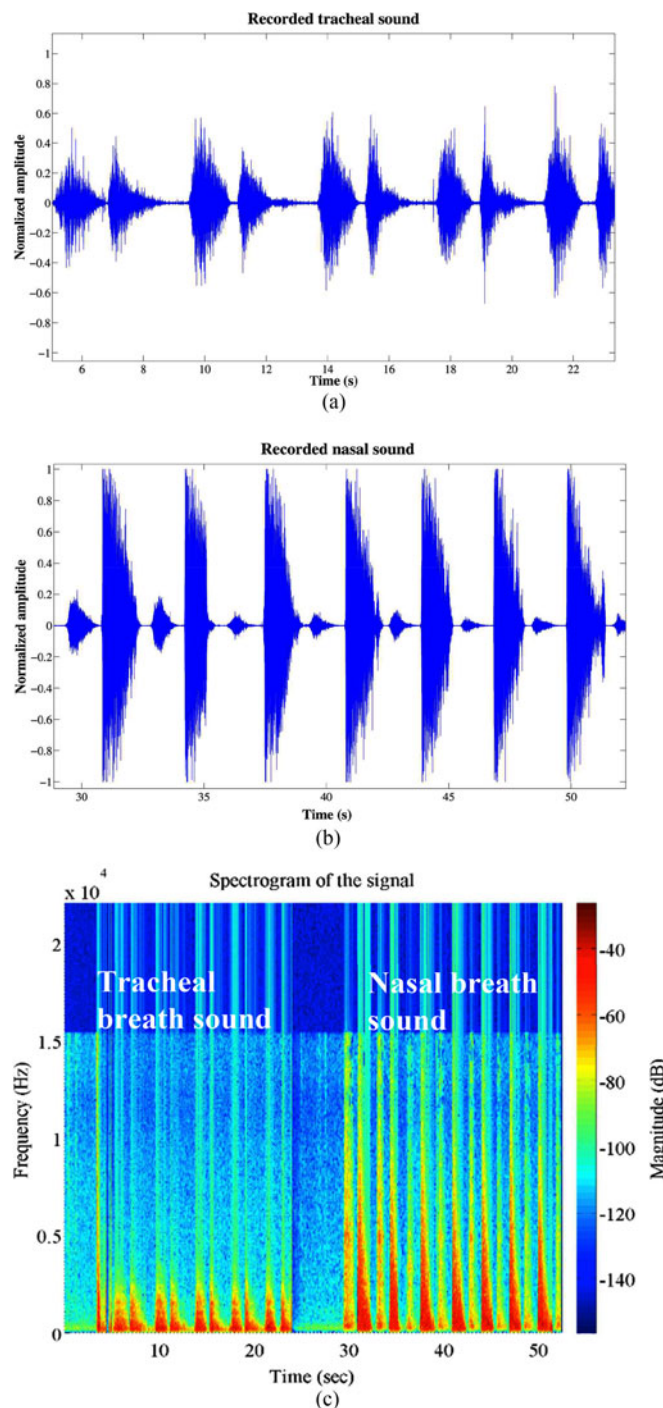 Recorded tracheal sound
Nomalized amplitude
1
0.8
0.6
0.4
0.2
0
−0.2
−0.4
−0.6
−0.8
−1
6 8 10 12 14 16 18 20 22
Time (s)
(a)
Recorded nasal sound
Normalized amplitude
1
0.8
0.6
0.4
0.2
0
−0.2
−0.4
−0.6
−0.8
−1
30 35 40 45 50
Time (s)
(b)
Spectrogram of the signal
x 10^4
Frequency (Hz)
2
1.5
1
0.5
0
Tracheal
breath sound
Nasal breath
sound
10 20 30 40 50
Time (sec)
-40
-60
-80
-100
-120
-140
Magnitude (dB)
(c)